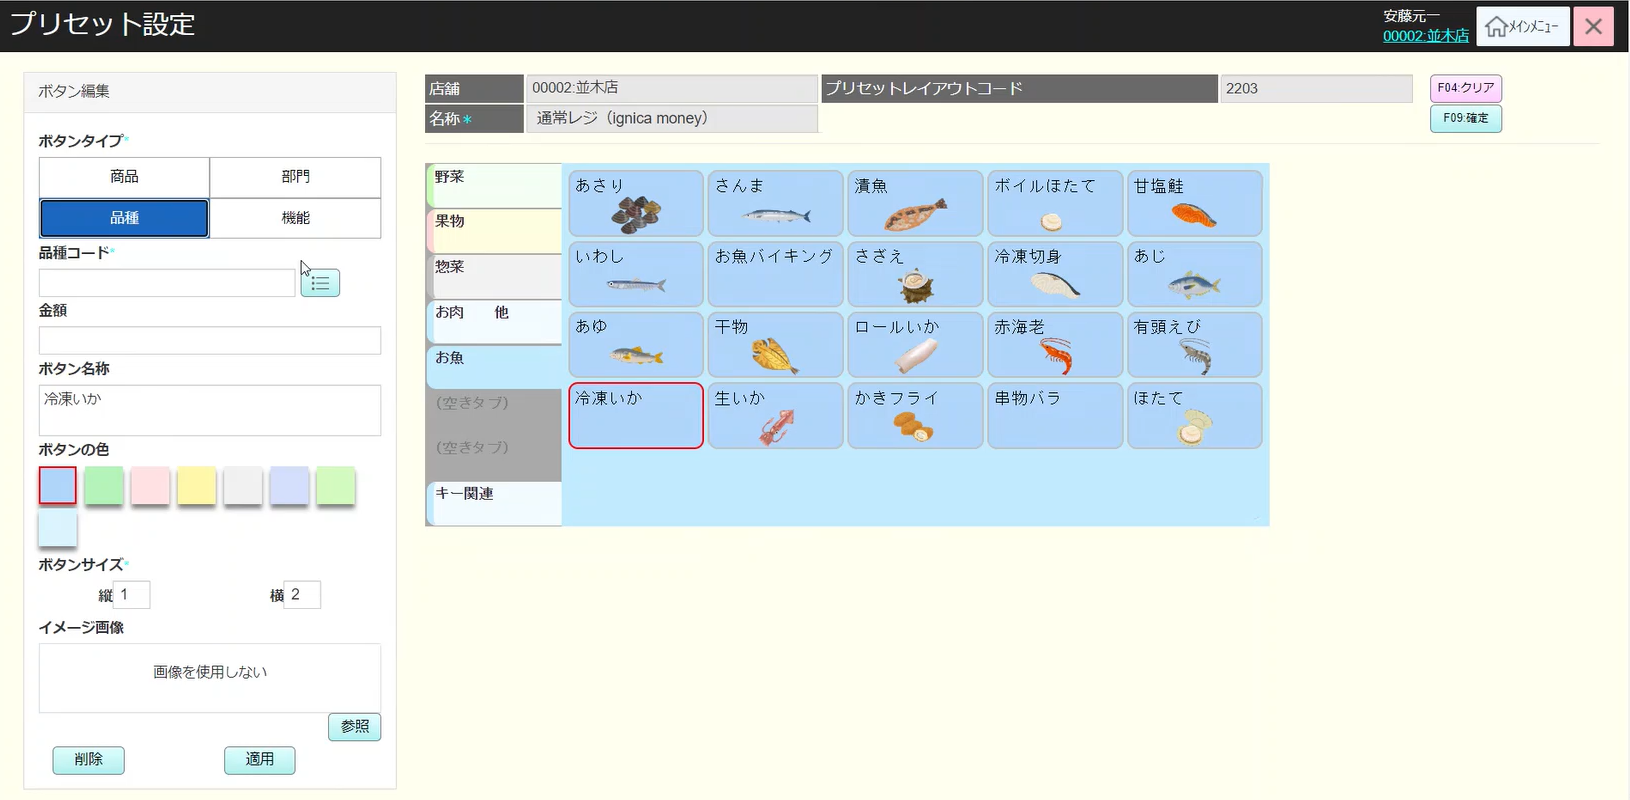 プリセット設定
安藤元一
00002:並木店
メインメニュー
ボタン編集
ボタンタイプ*
商品
部門
品種
機能
品種コード*
金額
ボタン名称
冷凍いか
ボタンの色
ボタンサイズ*
縦 1
横 2
イメージ画像
画像を使用しない
参照
削除
適用
店舗
00002:並木店
プリセットレイアウトコード
2203
F04:クリア
名称*
通常レジ（ignica money）
F09:確定
野菜
果物
惣菜
お肉　　他
お魚
（空きタブ）
（空きタブ）
キー関連
あさり
さんま
漬魚
ボイルほたて
甘塩鮭
いわし
お魚バイキング
さざえ
冷凍切身
あじ
あゆ
干物
ロールいか
赤海老
有頭えび
冷凍いか
生いか
かきフライ
串物バラ
ほたて